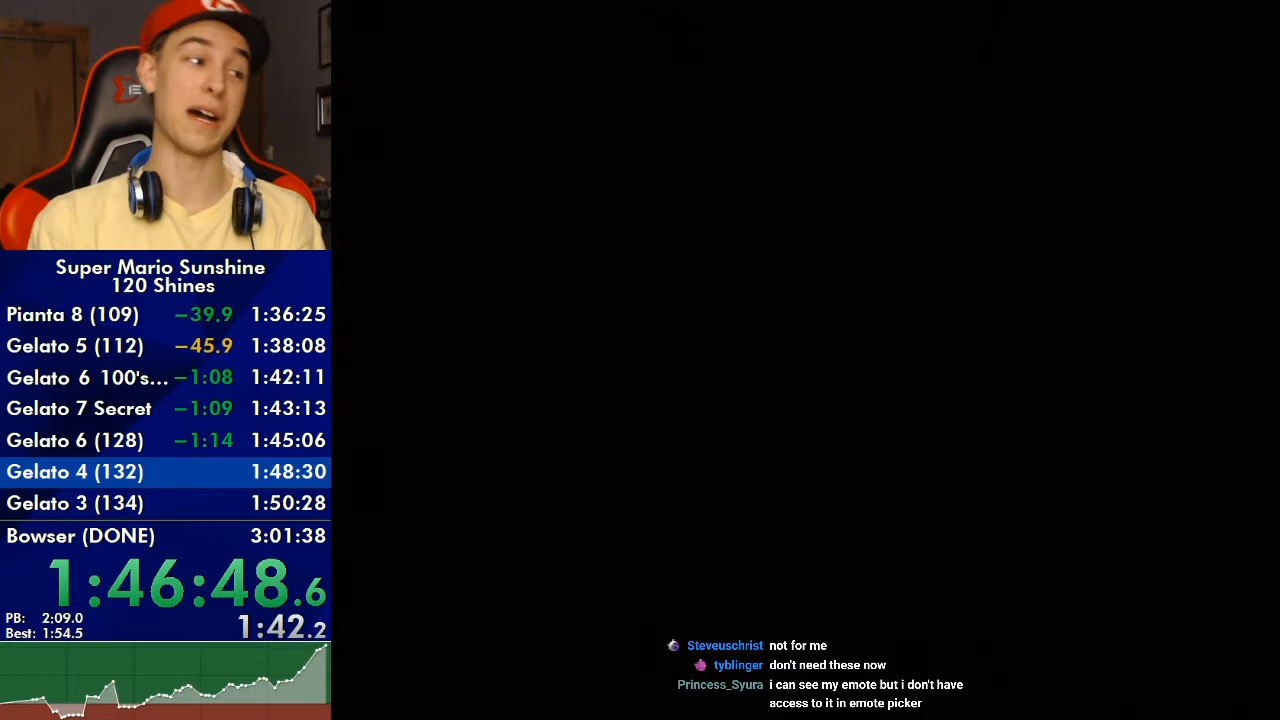 Super Mario Sunshine
120 Shines
Pianta 8 (109) −39.9 1:36:25
Gelato 5 (112) −45.9 1:38:08
Gelato 6 100's... −1:08 1:42:11
Gelato 7 Secret −1:09 1:43:13
Gelato 6 (128) −1:14 1:45:06
Gelato 4 (132) 1:48:30
Gelato 3 (134) 1:50:28
Bowser (DONE) 3:01:38
1:46:48.6
PB: 2:09.0
Best: 1:54.5
1:42.2
Steveuschrist not for me
tyblinger don't need these now
Princess_Syura i can see my emote but i don't have
access to it in emote picker